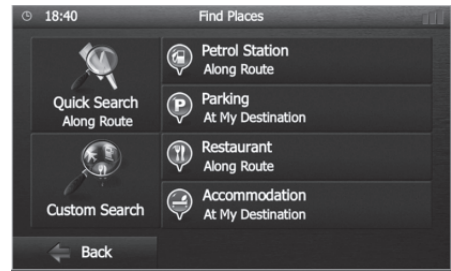 18:40
Find Places
Quick Search
Along Route
Custom Search
Petrol Station
Along Route
P
Parking
At My Destination
Restaurant
Along Route
Accommodation
At My Destination
Back